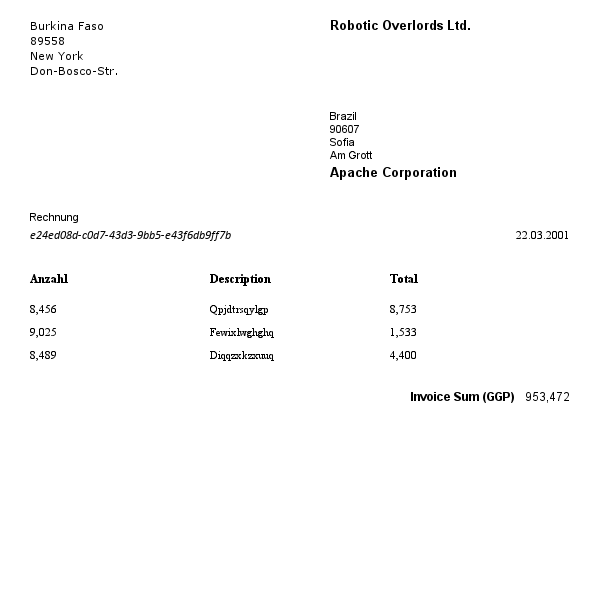 Burkina Faso
89558
New York
Don-Bosco-Str.
Robotic Overlords Ltd.
Brazil
90607
Sofia
Am Grott
Apache Corporation
Rechnung
e24ed08d-c0d7-43d3-9bb5-e43f6db9ff7b 22.03.2001
Anzahl Description Total
8,456 Qpjdtrsqylgp 8,753
9,025 Fewixlwghghq 1,533
8,489 Diqqzxkzxuuq 4,400
Invoice Sum (GGP) 953,472